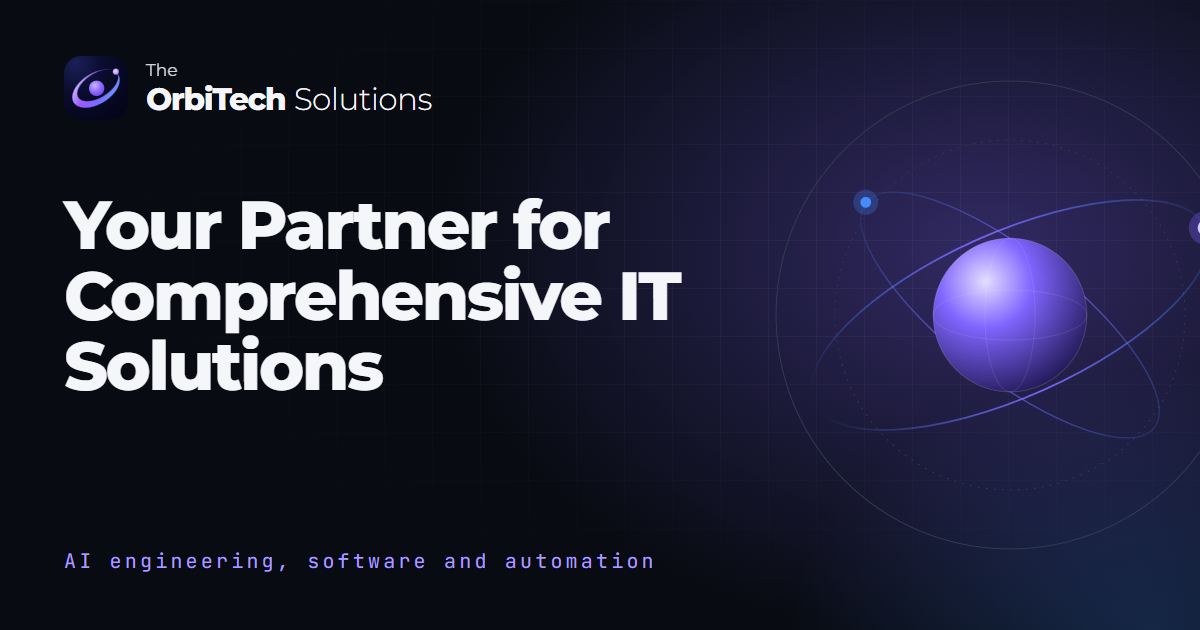 The
OrbiTech Solutions
Your Partner for
Comprehensive IT
Solutions
AI engineering, software and automation